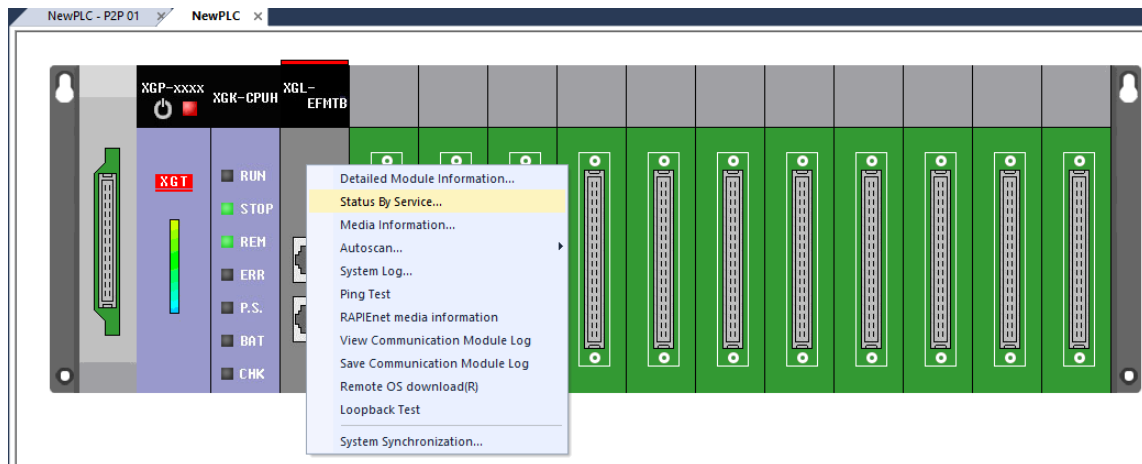 NewPLC - P2P 01
NewPLC
XGP-xxxx
XGK-CPUH
XGL-
EFMTB
XGT
RUN
STOP
REM
ERR
P.S.
BAT
CHK
Detailed Module Information...
Status By Service...
Media Information...
Autoscan...
System Log...
Ping Test
RAPIEnet media information
View Communication Module Log
Save Communication Module Log
Remote OS download(R)
Loopback Test
System Synchronization...